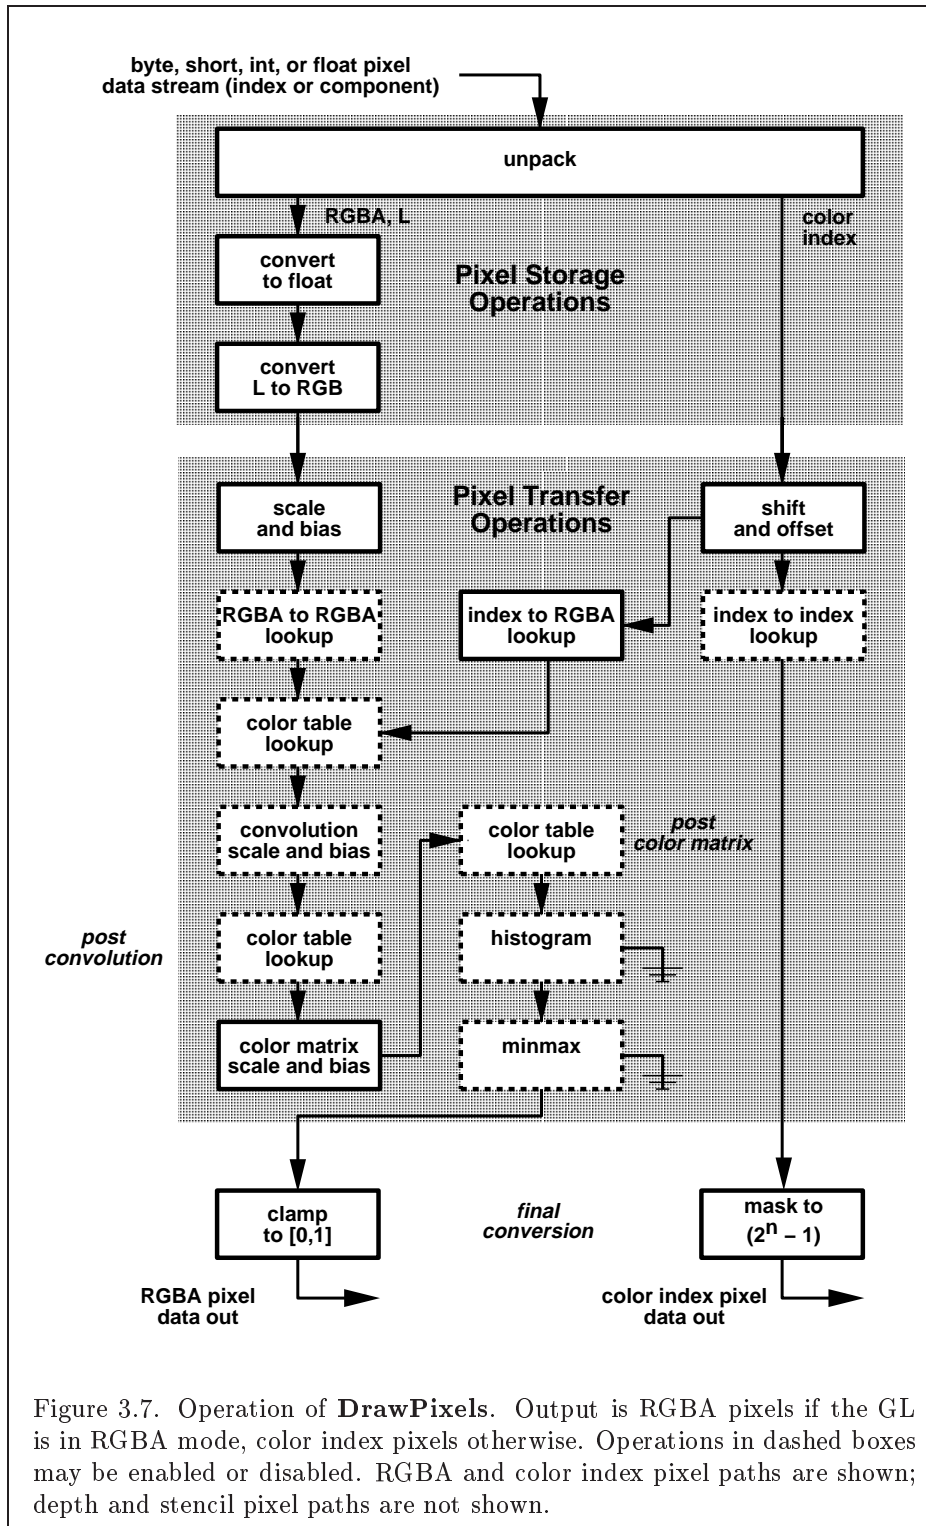 byte, short, int, or float pixel
data stream (index or component)
unpack
RGBA, L
color
index
convert
to float
Pixel Storage
Operations
convert
L to RGB
scale
and bias
Pixel Transfer
Operations
shift
and offset
RGBA to RGBA
lookup
index to RGBA
lookup
index to index
lookup
color table
lookup
convolution
scale and bias
color table
lookup
post
color matrix
post
convolution
color table
lookup
histogram
color matrix
scale and bias
minmax
clamp
to [0,1]
final
conversion
mask to
(2^n − 1)
RGBA pixel
data out
color index pixel
data out
Figure 3.7. Operation of DrawPixels. Output is RGBA pixels if the GL
is in RGBA mode, color index pixels otherwise. Operations in dashed boxes
may be enabled or disabled. RGBA and color index pixel paths are shown;
depth and stencil pixel paths are not shown.